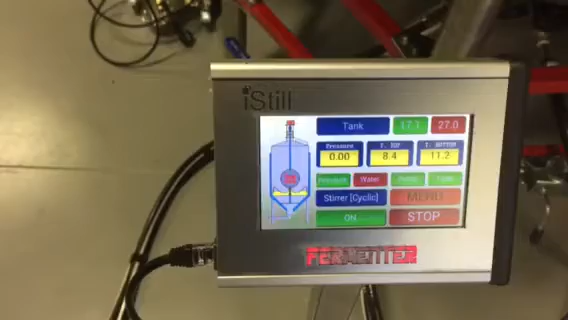 iStill
Tank 17.1 27.0
Pressure T. TOP T. BOTTOM
0.00 8.4 11.2
Water
Stirrer [Cyclic] MENU
ON STOP
FERMENTER